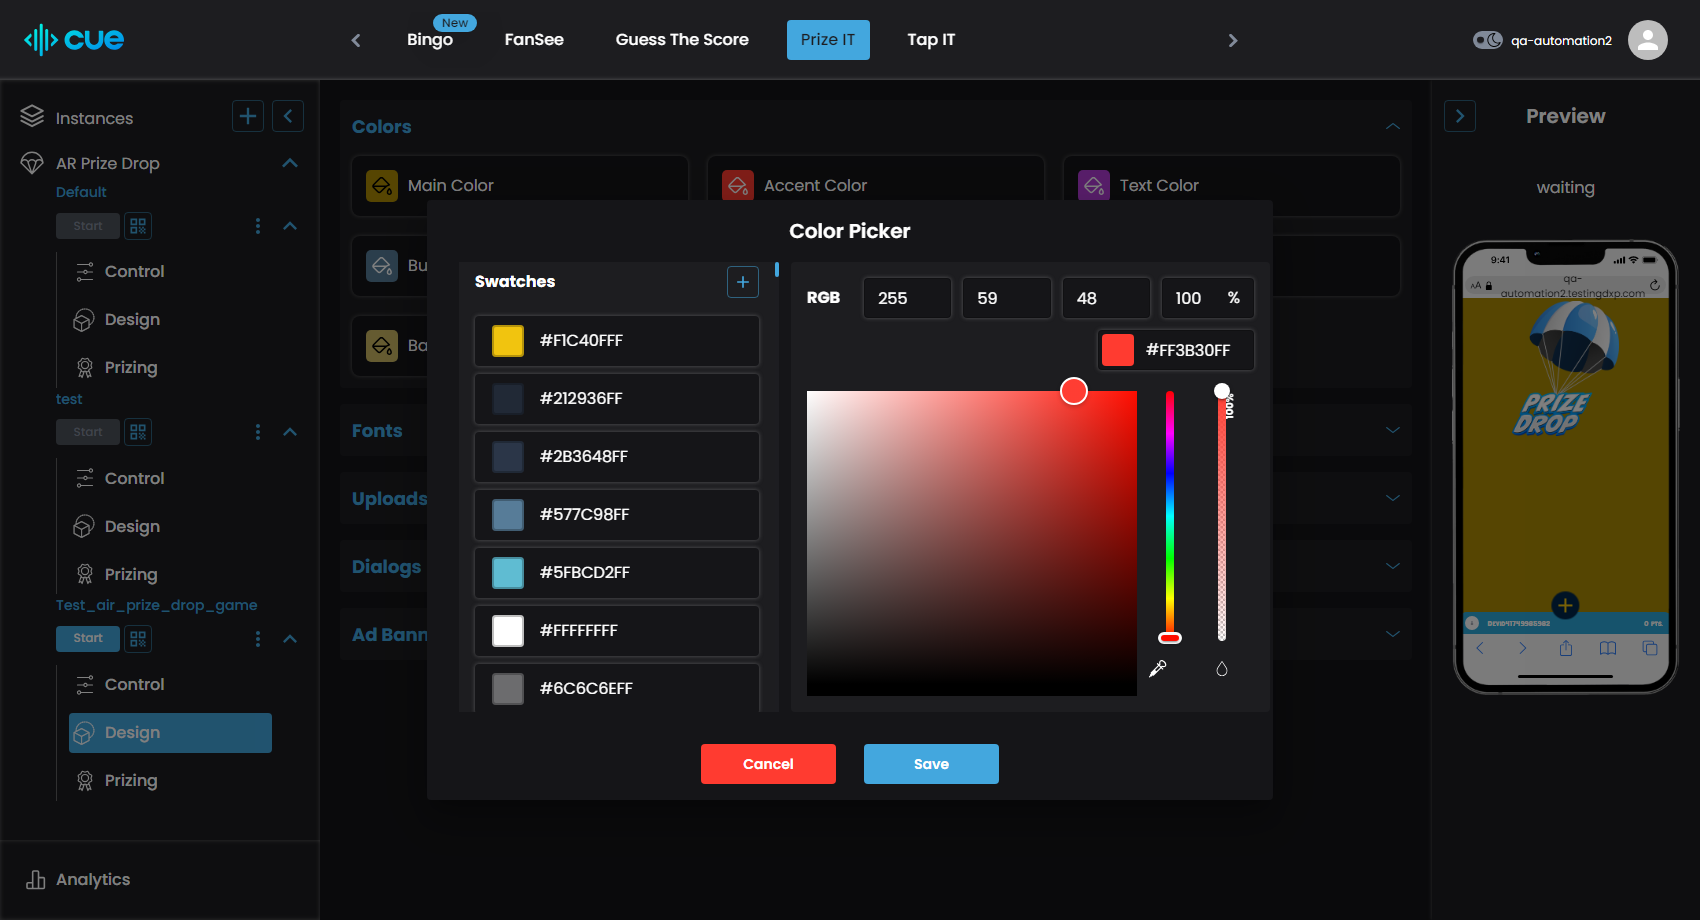 cue
New
Bingo
FanSee
Guess The Score
Prize IT
Tap IT
qa-automation2
Instances
AR Prize Drop
Default
Start
Control
Design
Prizing
test
Start
Control
Design
Prizing
Test_air_prize_drop_game
Start
Control
Design
Prizing
Analytics
Colors
Main Color
Accent Color
Text Color
Bu
Ba
Fonts
Uploads
Dialogs
Ad Bann
Color Picker
Swatches
#F1C40FFF
#212936FF
#2B3648FF
#577C98FF
#5FBCD2FF
#FFFFFFFF
#6C6C6EFF
RGB
255
59
48
100 %
#FF3B30FF
100%
Cancel
Save
Preview
waiting
9:41
AA
qa-
automation2.testingdxp.com
PRIZE
DROP
0 PTS.